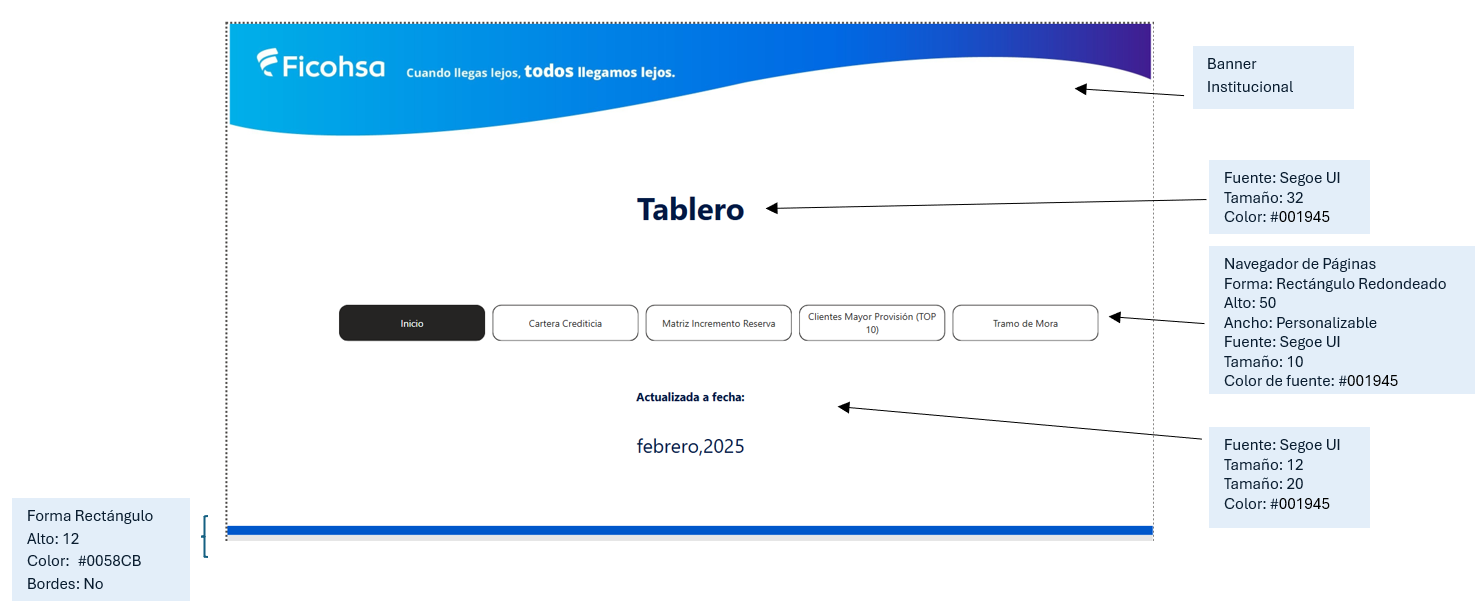 Ficohsa
Cuando llegas lejos, todos llegamos lejos.
Banner
Institucional
Tablero
Fuente: Segoe UI
Tamaño: 32
Color: #001945
Navegador de Páginas
Forma: Rectángulo Redondeado
Alto: 50
Ancho: Personalizable
Fuente: Segoe UI
Tamaño: 10
Color de fuente: #001945
Inicio
Cartera Crediticia
Matriz Incremento Reserva
Clientes Mayor Provisión (TOP
10)
Tramo de Mora
Actualizada a fecha:
febrero,2025
Fuente: Segoe UI
Tamaño: 12
Tamaño: 20
Color: #001945
Forma Rectángulo
Alto: 12
Color: #0058CB
Bordes: No